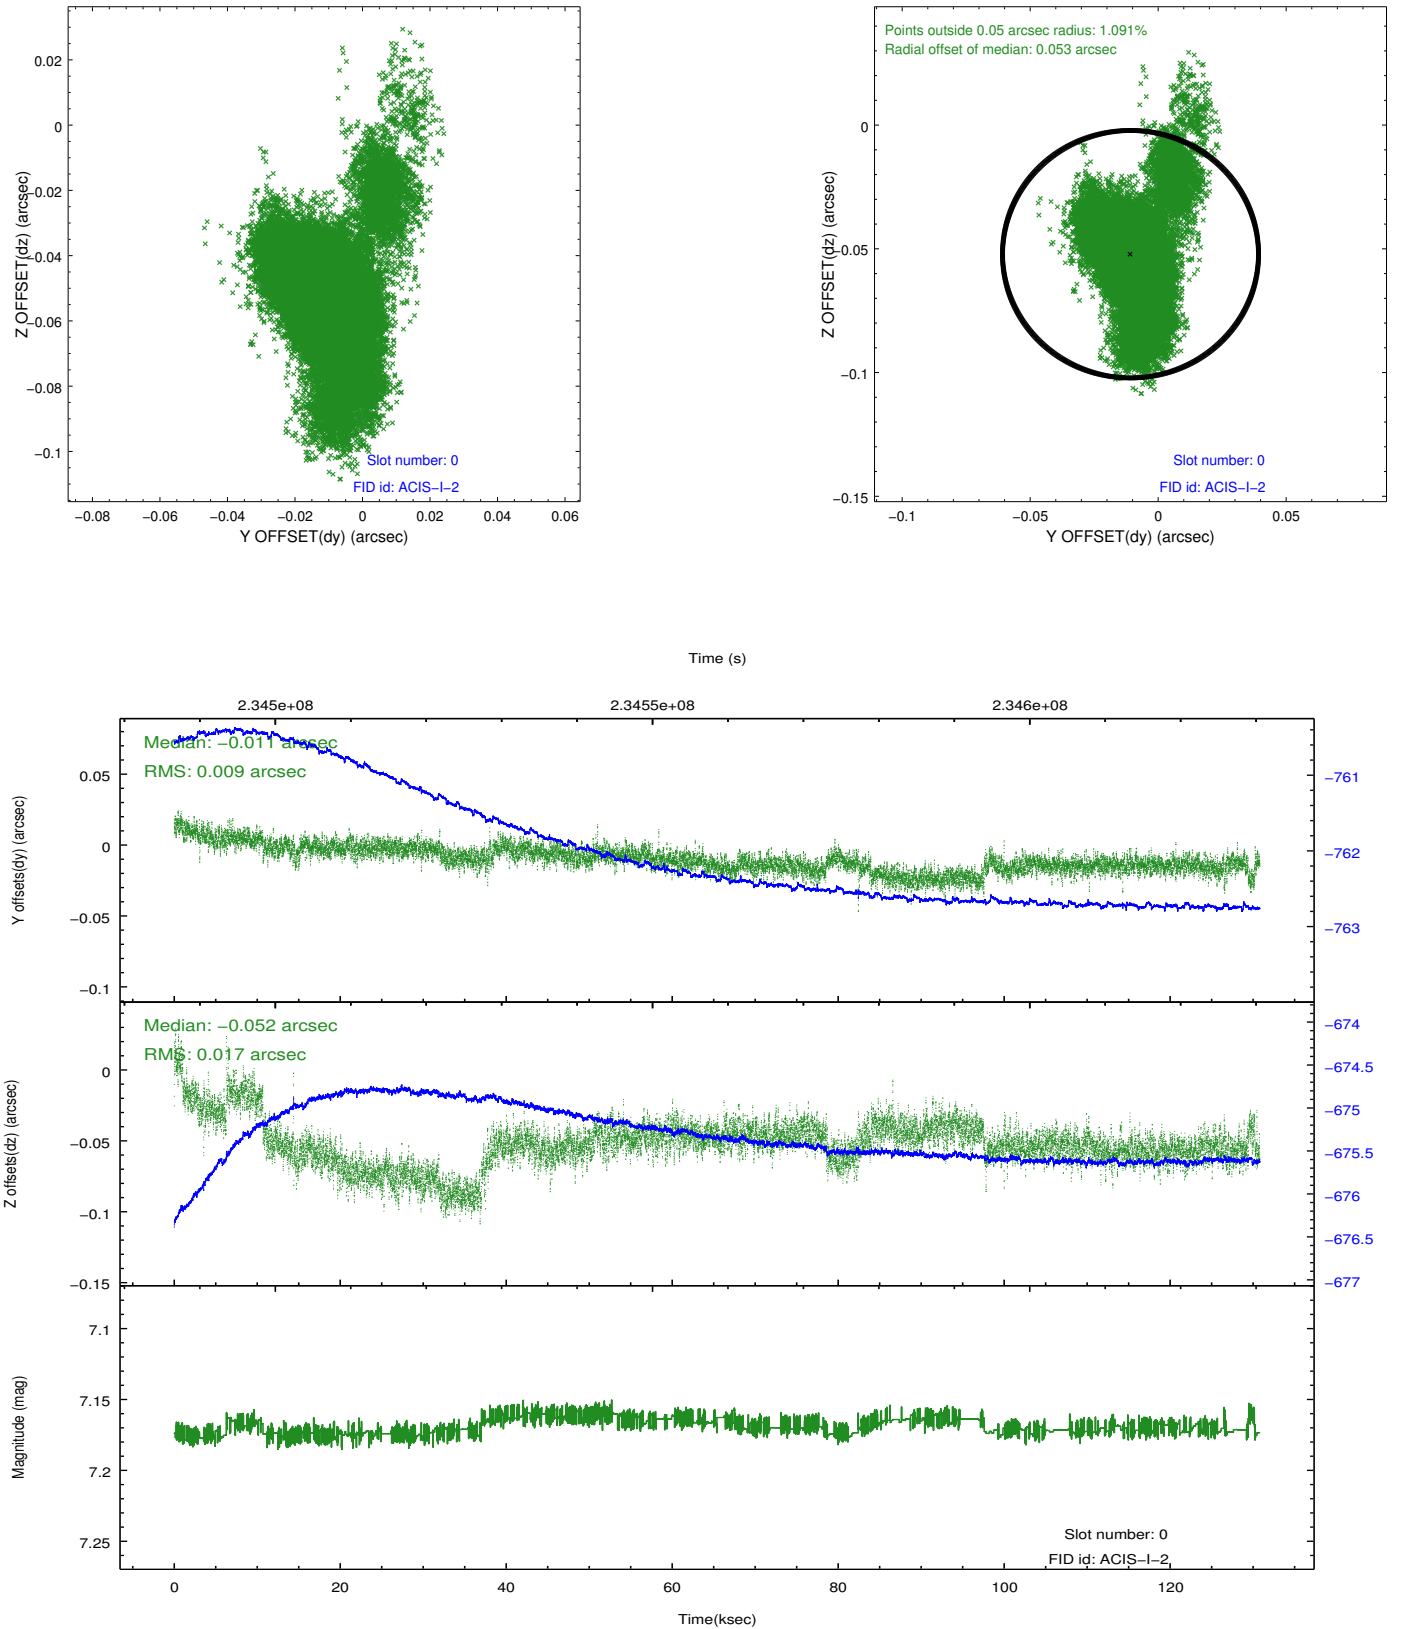 0.02
0
−0.02
−0.04
−0.06
−0.08
−0.1
Z OFFSET(dz) (arcsec)
Slot number: 0
FID id: ACIS−I−2
−0.08
−0.06
−0.04
−0.02
0
0.02
0.04
0.06
Y OFFSET(dy) (arcsec)
Points outside 0.05 arcsec radius: 1.091%
Radial offset of median: 0.053 arcsec
0
−0.05
−0.1
−0.15
Z OFFSET(dz) (arcsec)
Slot number: 0
FID id: ACIS−I−2
−0.1
−0.05
0
0.05
Y OFFSET(dy) (arcsec)
Time (s)
2.345e+08
2.3455e+08
2.346e+08
Median: −0.011 arcsec
RMS: 0.009 arcsec
0.05
0
−0.05
−0.1
Y offsets(dy) (arcsec)
−761
−762
−763
Median: −0.052 arcsec
RMS: 0.017 arcsec
0
−0.05
−0.1
−0.15
Z offsets(dz) (arcsec)
−674
−674.5
−675
−675.5
−676
−676.5
−677
7.1
7.15
7.2
7.25
Magnitude (mag)
Slot number: 0
FID id: ACIS−I−2
0
20
40
60
80
100
120
Time(ksec)